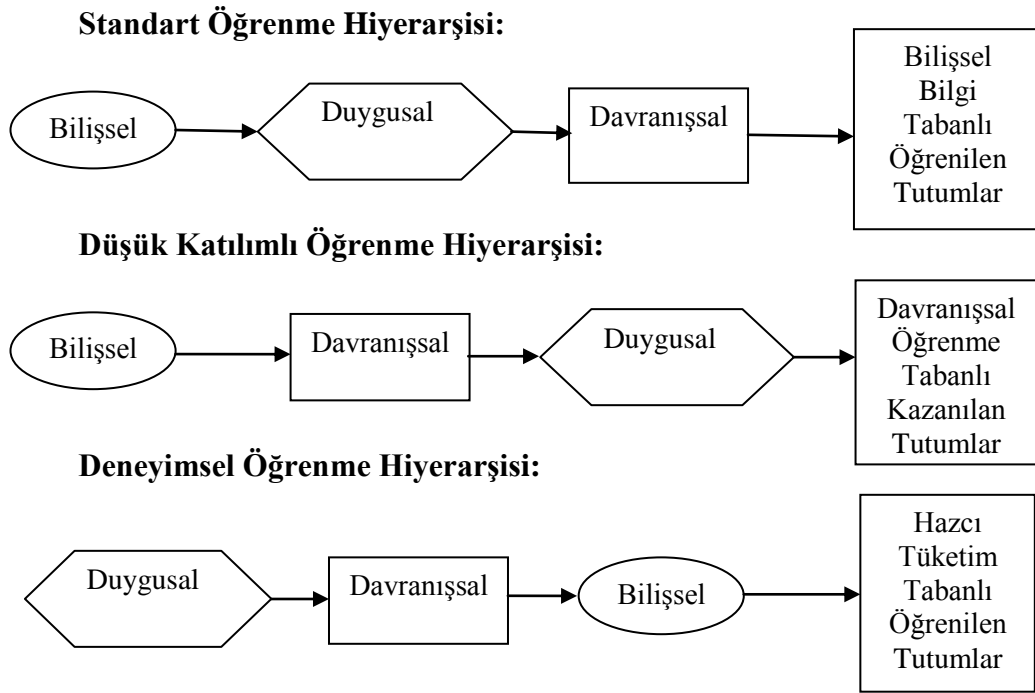 Standart Öğrenme Hiyerarşisi:
Bilişsel
Duygusal
Davranışsal
Bilişsel
Bilgi
Tabanlı
Öğrenilen
Tutumlar
Düşük Katılımlı Öğrenme Hiyerarşisi:
Bilişsel
Davranışsal
Duygusal
Davranışsal
Öğrenme
Tabanlı
Kazanılan
Tutumlar
Deneyimsel Öğrenme Hiyerarşisi:
Duygusal
Davranışsal
Bilişsel
Hazcı
Tüketim
Tabanlı
Öğrenilen
Tutumlar